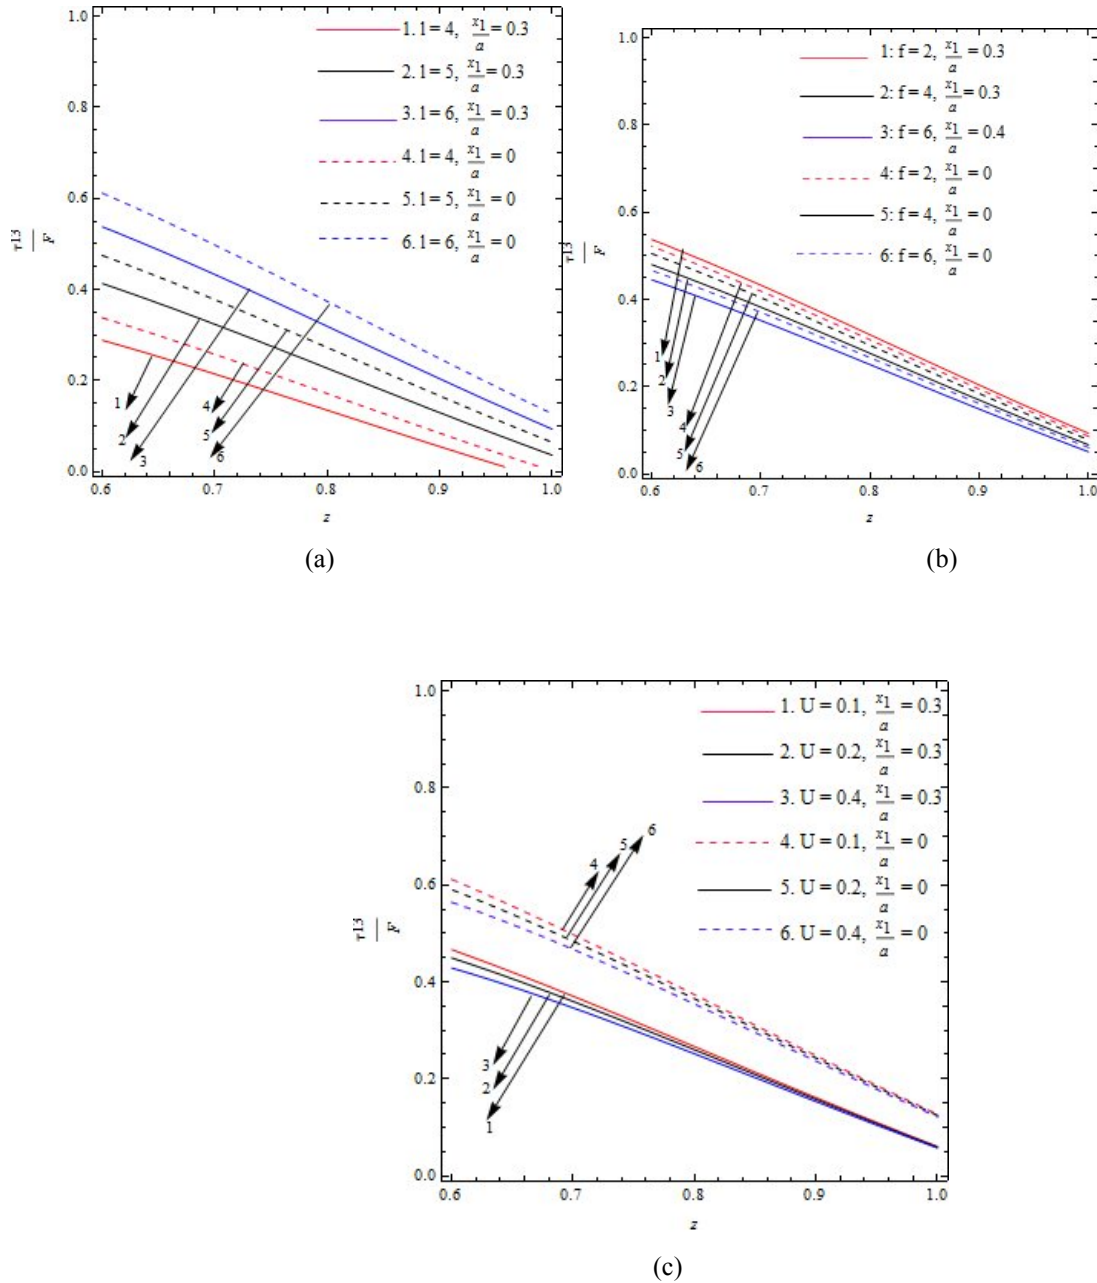 1.0
0.8
0.6
0.4
0.2
0.0
0.6 0.7 0.8 0.9 1.0
z
τ13/F
1.1=4, x1/a = 0.3
2.1=5, x1/a = 0.3
3.1=6, x1/a = 0.3
4.1=4, x1/a = 0
5.1=5, x1/a = 0
6.1=6, x1/a = 0
1
2
3
4
5
6
(a)
1.0
0.8
0.6
0.4
0.2
0.0
0.6 0.7 0.8 0.9 1.0
z
τ13/F
1: f=2, x1/a = 0.3
2: f=4, x1/a = 0.3
3: f=6, x1/a = 0.4
4: f=2, x1/a = 0
5: f=4, x1/a = 0
6: f=6, x1/a = 0
1
2
3
4
5
6
(b)
1.0
0.8
0.6
0.4
0.2
0.0
0.6 0.7 0.8 0.9 1.0
z
τ13/F
1. U = 0.1, x1/a = 0.3
2. U = 0.2, x1/a = 0.3
3. U = 0.4, x1/a = 0.3
4. U = 0.1, x1/a = 0
5. U = 0.2, x1/a = 0
6. U = 0.4, x1/a = 0
4
5
6
3
2
1
(c)